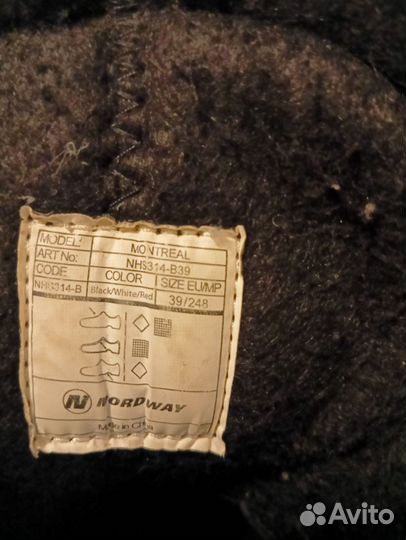 MODEL: MONTREAL
ART No: NHS314-B39
CODE COLOR SIZE EU/MP
NHS314-B Black/White/Red 39/248
NORDWAY
Made in China
Avito